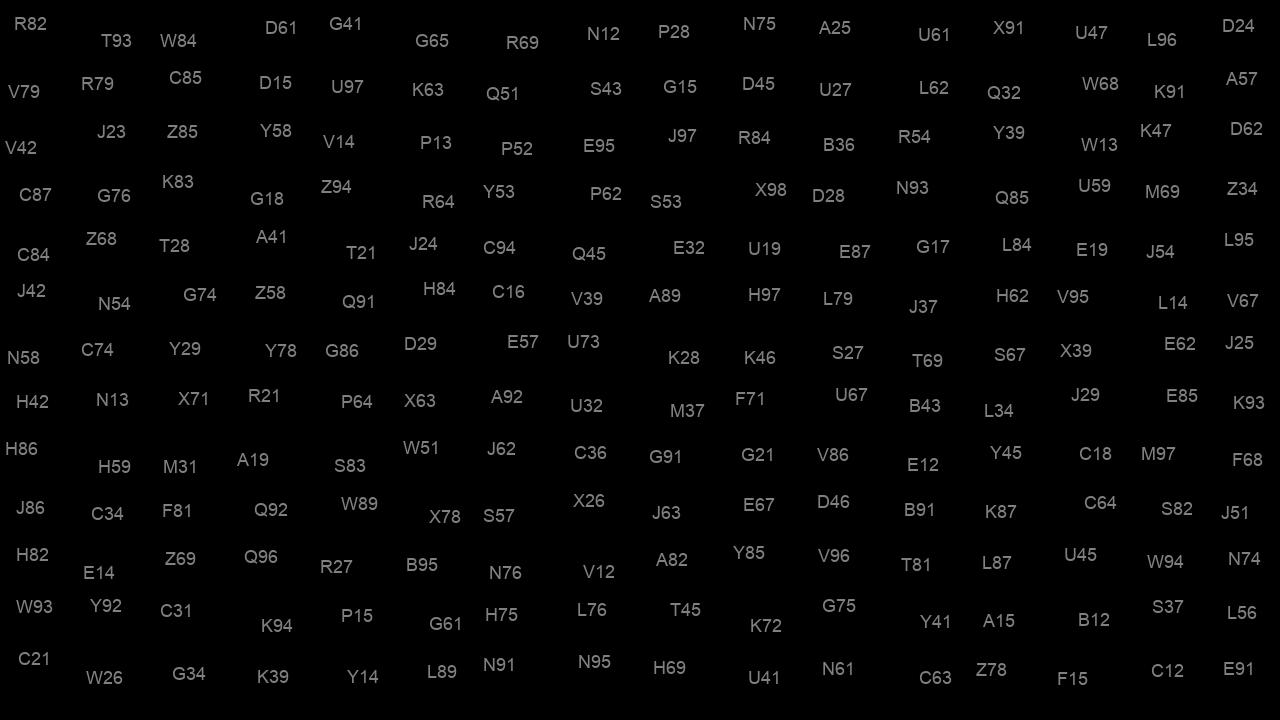 R82 T93 W84 D61 G41 G65 R69 N12 P28 N75 A25 U61 X91 U47 L96 D24
V79 R79 C85 D15 U97 K63 Q51 S43 G15 D45 U27 L62 Q32 W68 K91 A57
V42 J23 Z85 Y58 V14 P13 P52 E95 J97 R84 B36 R54 Y39 W13 K47 D62
C87 G76 K83 G18 Z94 R64 Y53 P62 S53 X98 D28 N93 Q85 U59 M69 Z34
C84 Z68 T28 A41 T21 J24 C94 Q45 E32 U19 E87 G17 L84 E19 J54 L95
J42 N54 G74 Z58 Q91 H84 C16 V39 A89 H97 L79 J37 H62 V95 L14 V67
N58 C74 Y29 Y78 G86 D29 E57 U73 K28 K46 S27 T69 S67 X39 E62 J25
H42 N13 X71 R21 P64 X63 A92 U32 M37 F71 U67 B43 L34 J29 E85 K93
H86 H59 M31 A19 S83 W51 J62 C36 G91 G21 V86 E12 Y45 C18 M97 F68
J86 C34 F81 Q92 W89 X78 S57 X26 J63 E67 D46 B91 K87 C64 S82 J51
H82 E14 Z69 Q96 R27 B95 N76 V12 A82 Y85 V96 T81 L87 U45 W94 N74
W93 Y92 C31 K94 P15 G61 H75 L76 T45 K72 G75 Y41 A15 B12 S37 L56
C21 W26 G34 K39 Y14 L89 N91 N95 H69 U41 N61 C63 Z78 F15 C12 E91